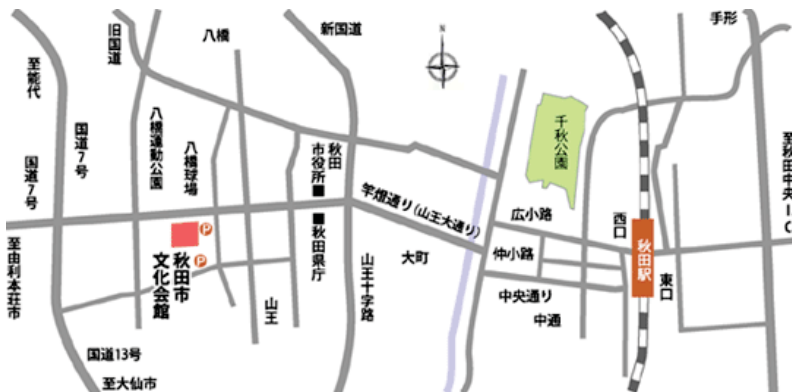 手形
八橋
新国道
旧国道
N
至能代
国道7号
国道7号
八橋運動公園
八橋球場
秋田
市役所■
■秋田県庁
千秋公園
至秋田中央IC
竿燈通り(山王大通り)
広小路
西口
秋田駅
東口
仲小路
大町
中央通り
中通
P
P
秋田市
文化会館
山王
山王十字路
至由利本荘市
国道13号
至大仙市